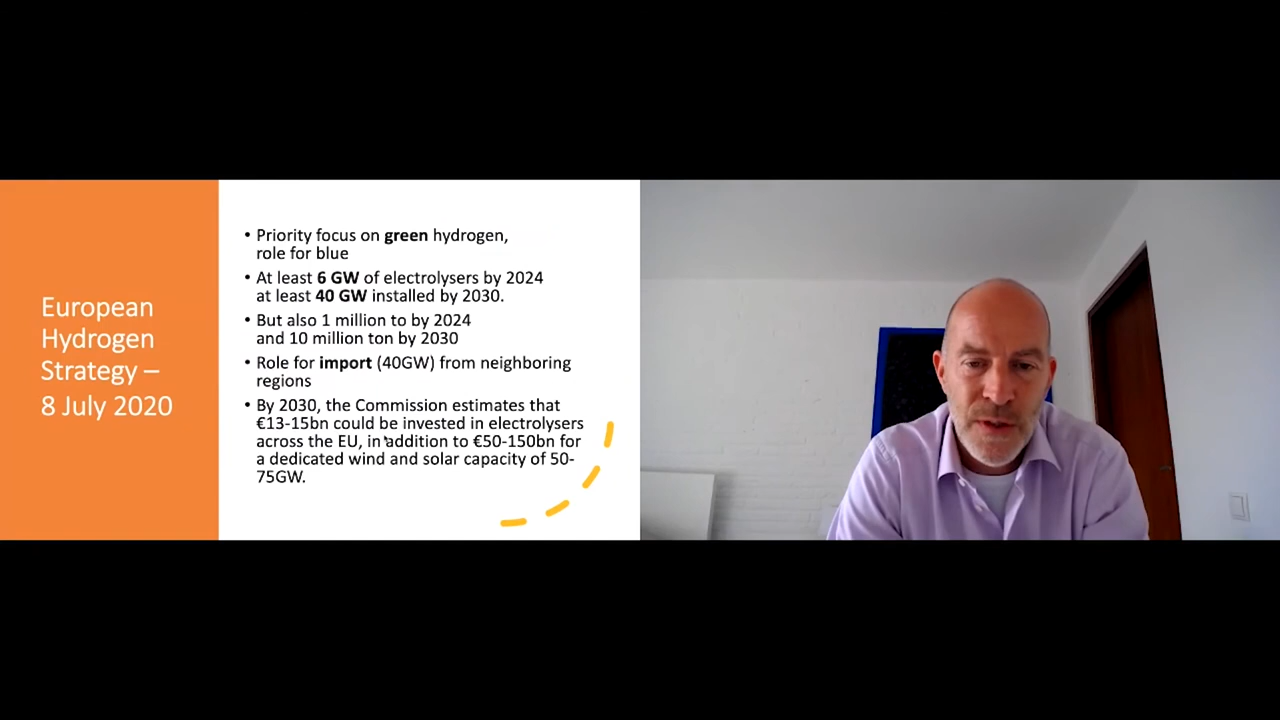 European
Hydrogen
Strategy –
8 July 2020
• Priority focus on green hydrogen,
role for blue
• At least 6 GW of electrolysers by 2024
at least 40 GW installed by 2030.
• But also 1 million to by 2024
and 10 million ton by 2030
• Role for import (40GW) from neighboring
regions
• By 2030, the Commission estimates that
€13-15bn could be invested in electrolysers
across the EU, in addition to €50-150bn for
a dedicated wind and solar capacity of 50-
75GW.